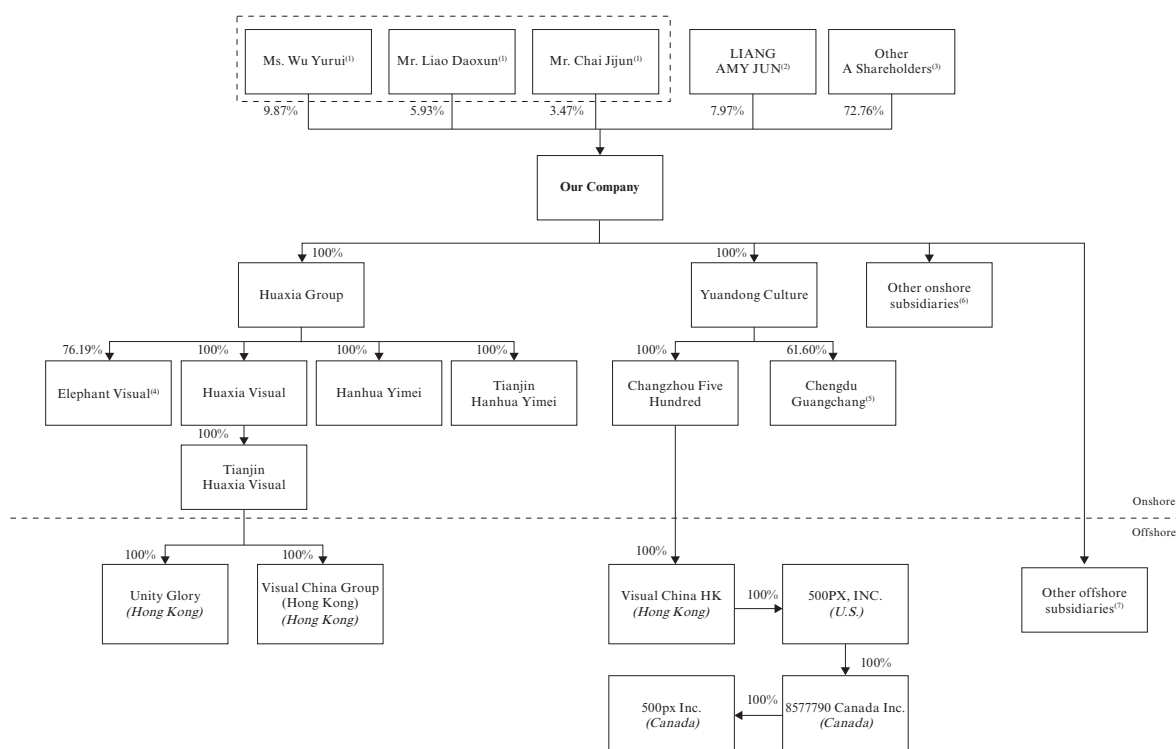 Ms. Wu Yurui(1)
Mr. Liao Daoxun(1)
Mr. Chai Jijun(1)
LIANG
AMY JUN(2)
Other
A Shareholders(3)
9.87%
5.93%
3.47%
7.97%
72.76%
Our Company
100%
100%
Huaxia Group
Yuandong Culture
Other onshore
subsidiaries(6)
76.19%
100%
100%
100%
100%
61.60%
Elephant Visual(4)
Huaxia Visual
Hanhua Yimei
Tianjin
Hanhua Yimei
Changzhou Five
Hundred
Chengdu
Guangchang(5)
100%
Tianjin
Huaxia Visual
Onshore
Offshore
100%
100%
100%
Unity Glory
(Hong Kong)
Visual China Group
(Hong Kong)
(Hong Kong)
Visual China HK
(Hong Kong)
100%
500PX, INC.
(U.S.)
Other offshore
subsidiaries(7)
100%
500px Inc.
(Canada)
100%
8577790 Canada Inc.
(Canada)